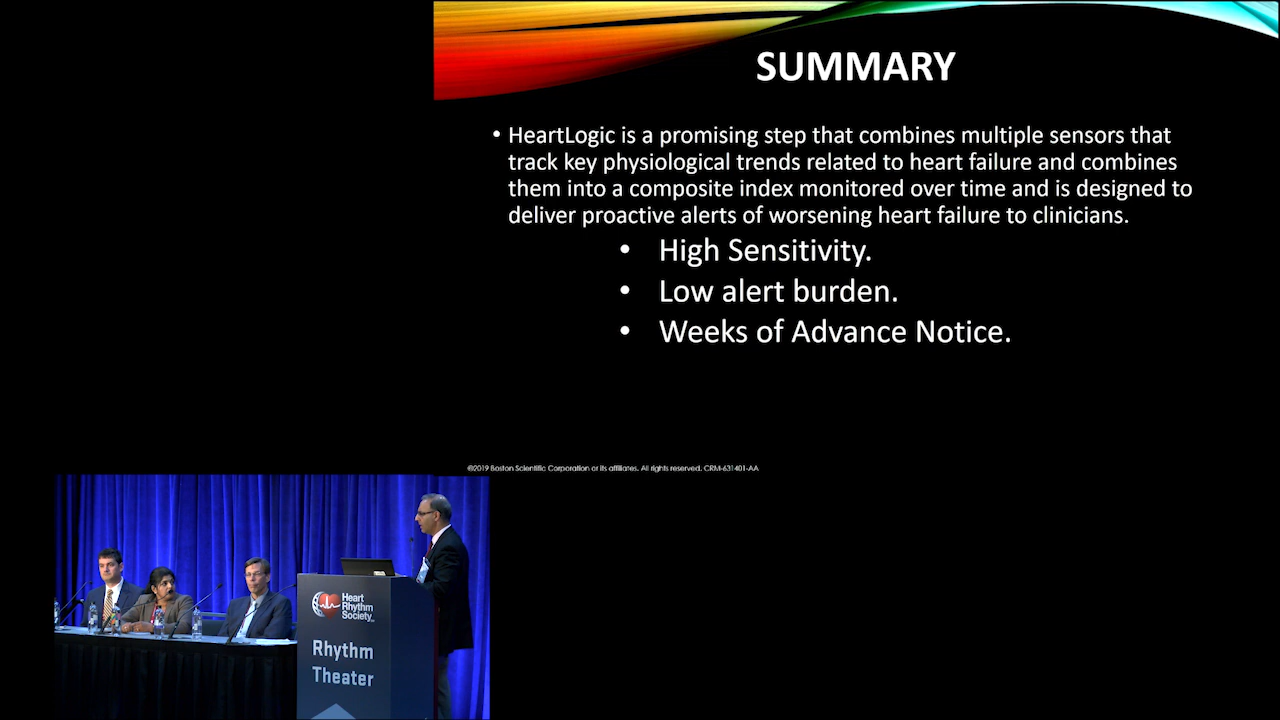 SUMMARY
• HeartLogic is a promising step that combines multiple sensors that
track key physiological trends related to heart failure and combines
them into a composite index monitored over time and is designed to
deliver proactive alerts of worsening heart failure to clinicians.
• High Sensitivity.
• Low alert burden.
• Weeks of Advance Notice.
©2019 Boston Scientific Corporation or its affiliates. All rights reserved. CRM-631401-AA
Heart
Rhythm
Society
Rhythm
Theater